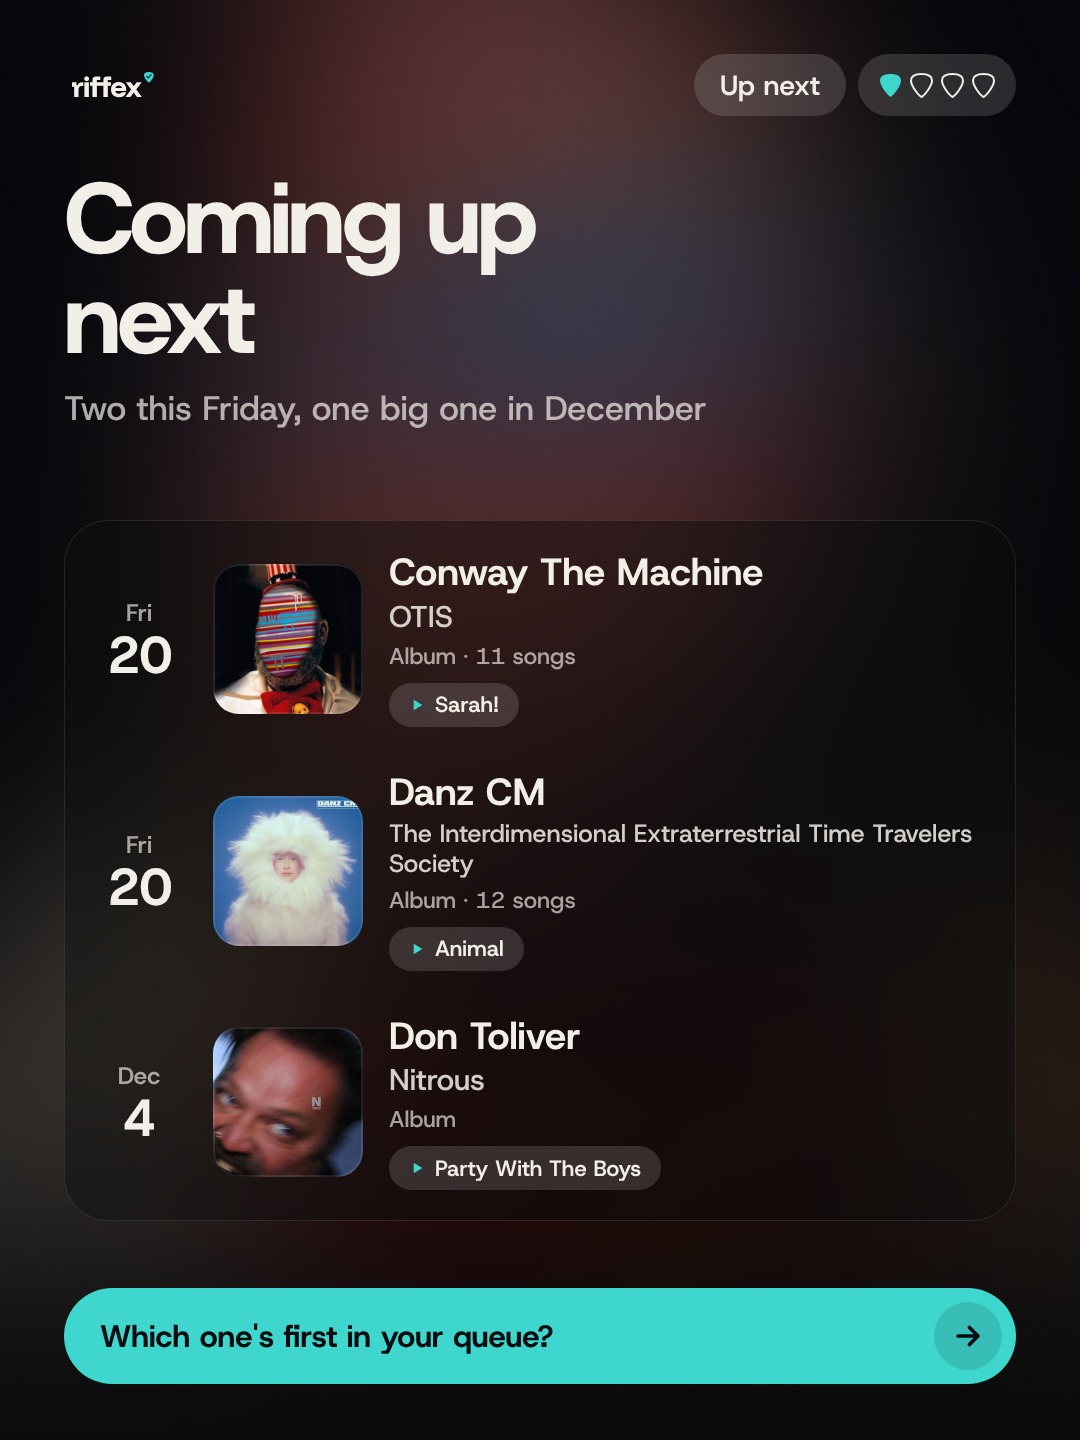 riffex
Up next
Coming up
next
Two this Friday, one big one in December
Fri
20
Conway The Machine
OTIS
Album · 11 songs
Sarah!
Fri
20
DANZ CM
Danz CM
The Interdimensional Extraterrestrial Time Travelers
Society
Album · 12 songs
Animal
Dec
4
N
Don Toliver
Nitrous
Album
Party With The Boys
Which one's first in your queue?